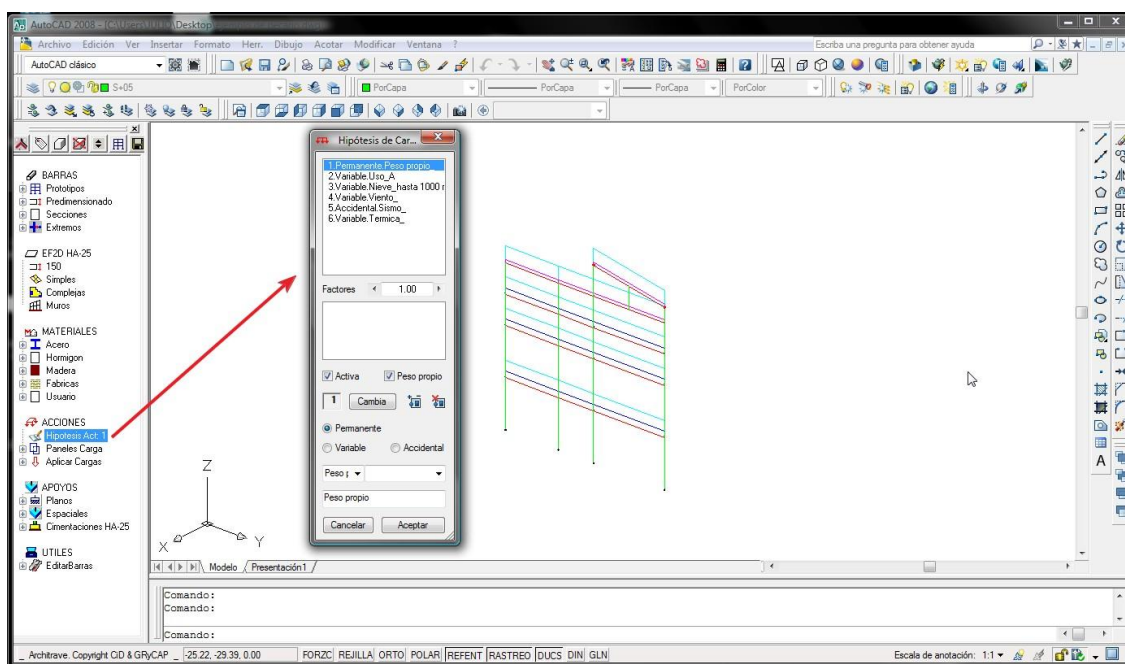 AutoCAD 2008 - [C:\Users\JULIO\Desktop
Archivo Edición Ver Insertar Formato Herr. Dibujo Acotar Modificar Ventana ?
Escriba una pregunta para obtener ayuda
AutoCAD clásico
S+05
PorCapa
PorCapa
PorCapa
PorColor
BARRAS
Prototipos
Predimensionado
Secciones
Extremos
EF2D HA-25
150
Simples
Complejas
Muros
MATERIALES
Acero
Hormigon
Madera
Fabricas
Usuario
ACCIONES
Hipotesis Act: 1
Paneles Carga
Aplicar Cargas
APOYOS
Planos
Espaciales
Cimentaciones HA-25
UTILES
EditarBarras
Hipótesis de Car...
1.Permanente.Peso propio_
2.Variable.Uso_A
3.Variable.Nieve_hasta 1000 r
4.Variable.Viento_
5.Accidental.Sismo_
6.Variable.Termica_
Factores 1.00
Activa Peso propio
1 Cambia
Permanente
Variable Accidental
Peso p
Peso propio
Cancelar Aceptar
Z
X Y
Modelo Presentación1
Comando:
Comando:
Comando:
_ Architrave. Copyright CiD & GRyCAP _ -25.22, -29.39, 0.00 FORZC REJILLA ORTO POLAR REFENT RASTREO DUCS DIN GLN Escala de anotación: 1:1